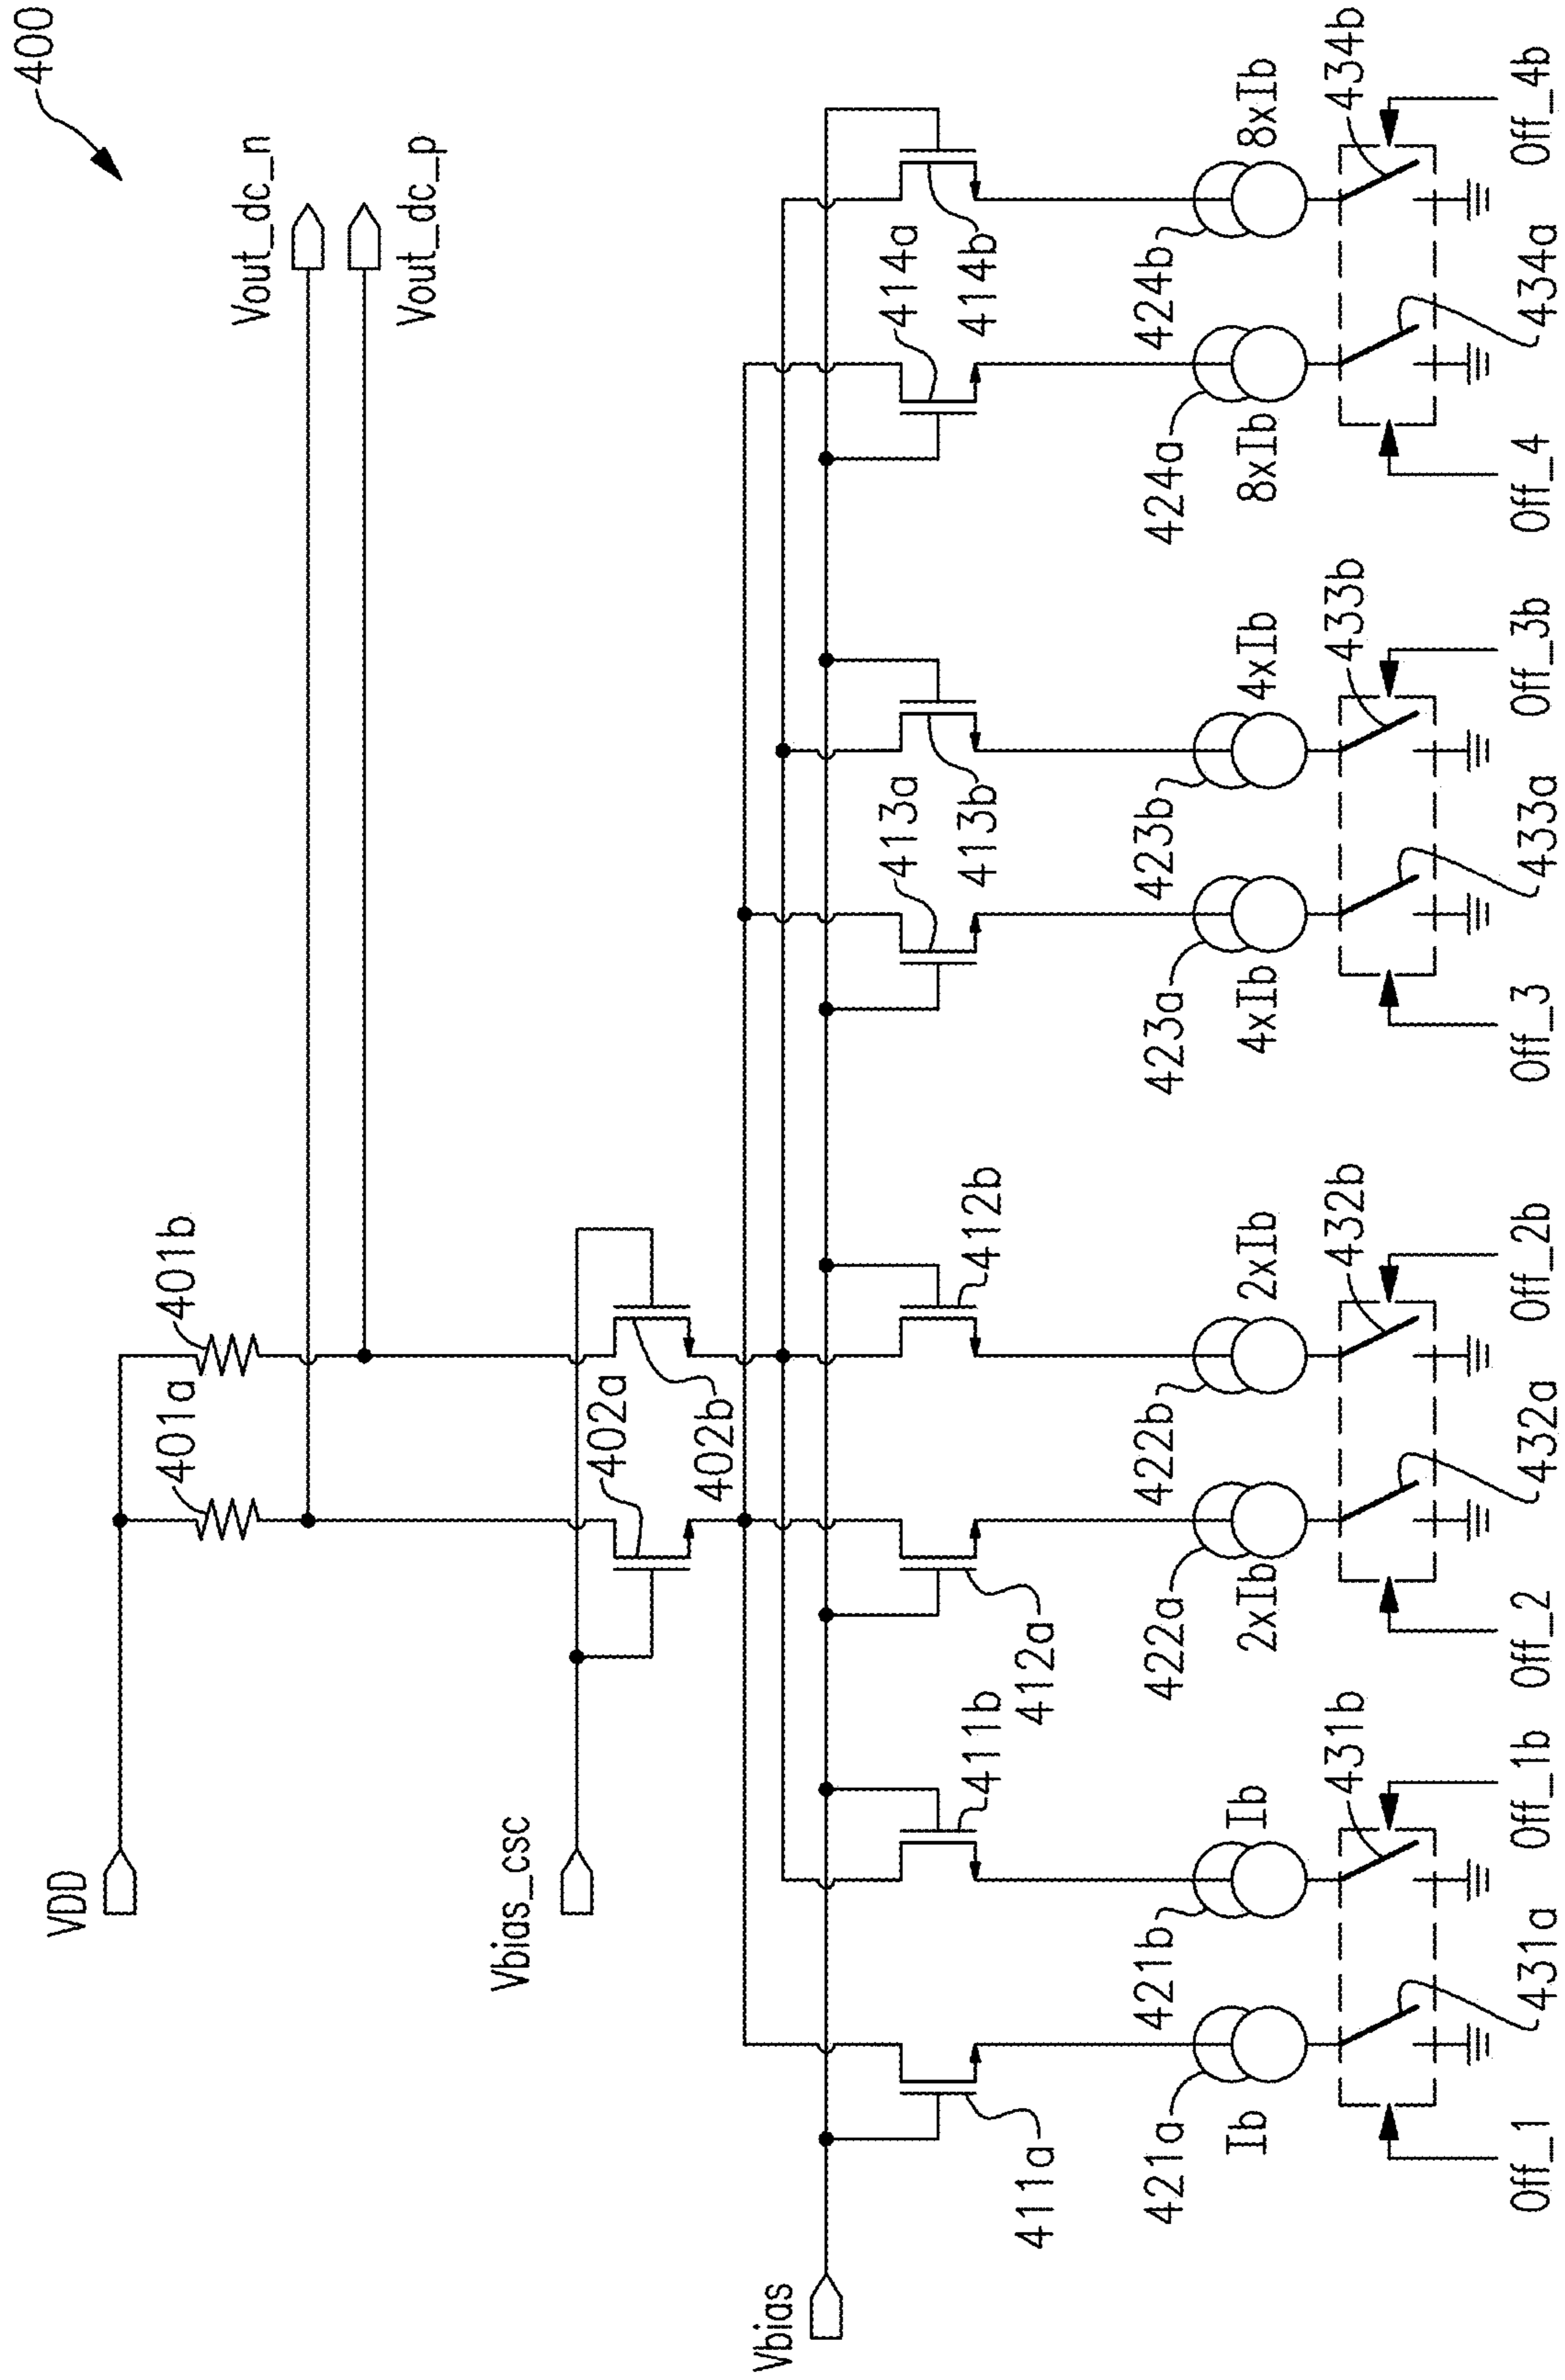 400
VDD
401a
401b
Vout_dc_n
Vout_dc_p
Vbias_csc
402a
402b
Vbias
411a
411b
412a
412b
413a
413b
414a
414b
421a
Ib
421b
Ib
422a
2xIb
422b
2xIb
423a
4xIb
423b
4xIb
424a
8xIb
424b
8xIb
431a
431b
432a
432b
433a
433b
434a
434b
Off_1
Off_1b
Off_2
Off_2b
Off_3
Off_3b
Off_4
Off_4b